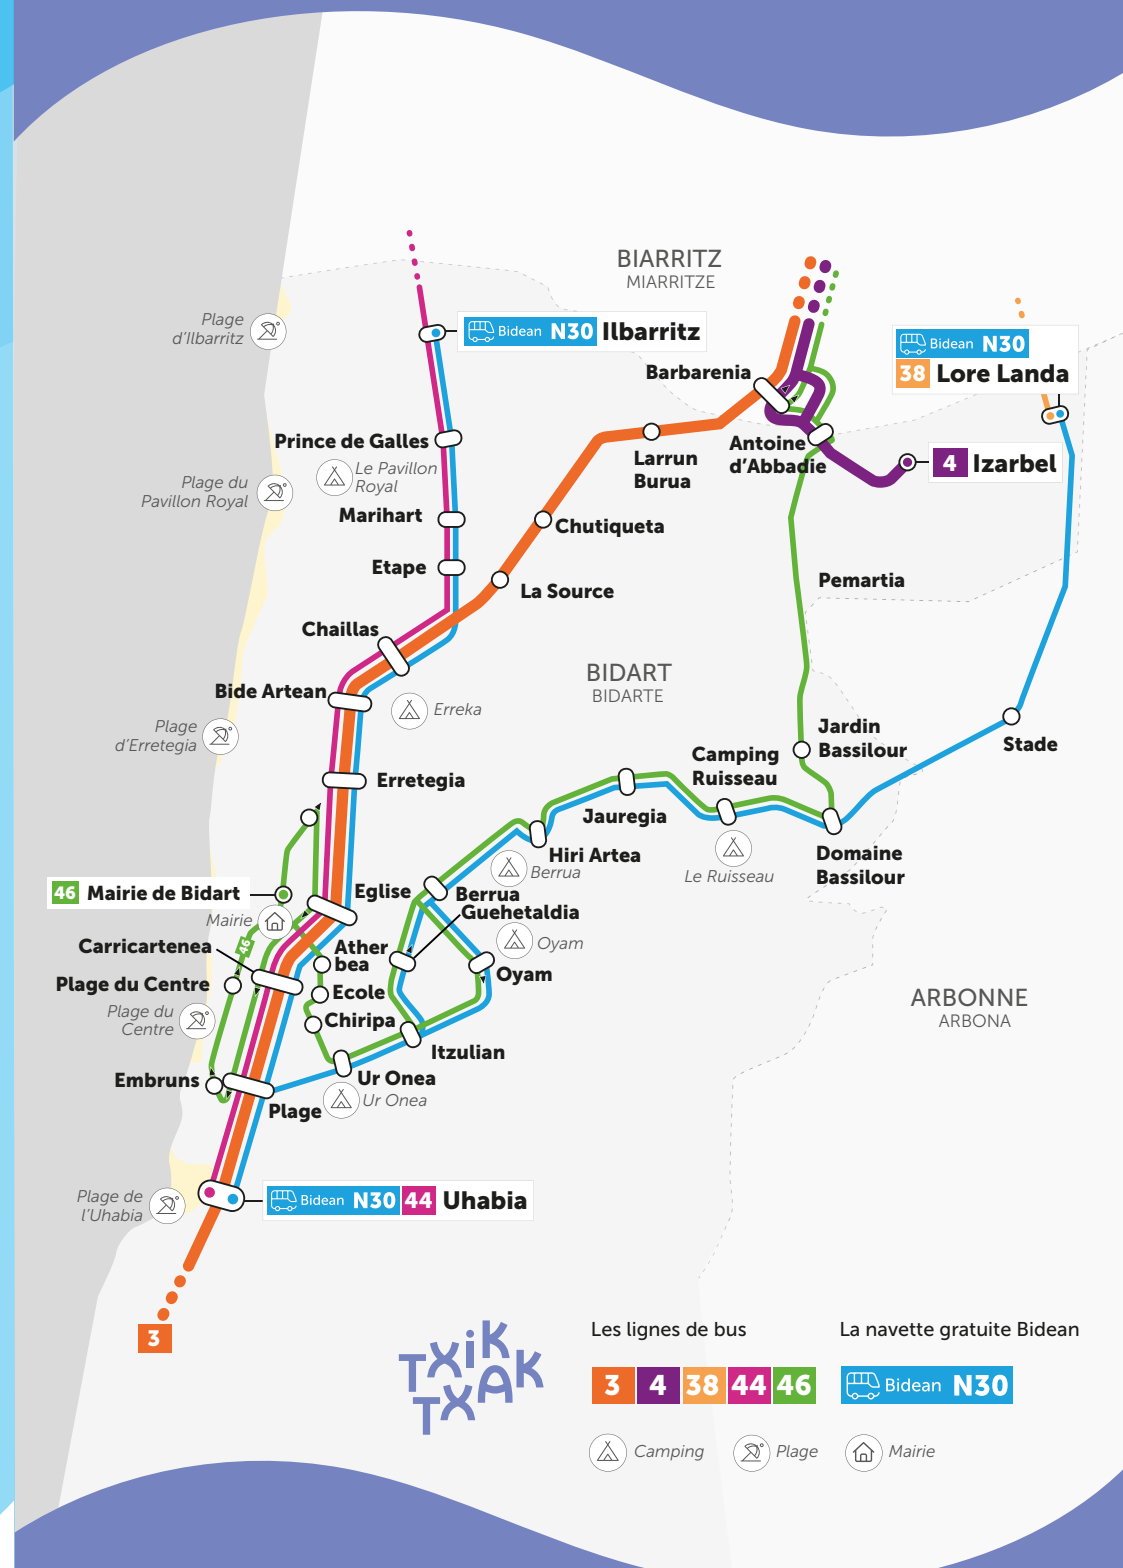 BIARRITZ
MIARRITZE
Plage
d'Ilbarritz
Bidean N30 Ilbarritz
Bidean N30
38 Lore Landa
Barbarenia
Prince de Galles
Le Pavillon
Royal
Larrun
Burua
Antoine
d'Abbadie
4 Izarbel
Plage du
Pavillon Royal
Marihart
Chutiqueta
Etape
La Source
Pemartia
Chaillas
BIDART
BIDARTE
Bide Artean
Erreka
Plage
d'Erretegia
Jardin
Bassilour
Stade
Camping
Ruisseau
Erretegia
Jauregia
Hiri Artea
Domaine
Bassilour
Berrua
Le Ruisseau
46 Mairie de Bidart
Eglise
Berrua
Guehetaldia
Mairie
46
Carricartenea
Ather
bea
Oyam
Oyam
Plage du Centre
Ecole
ARBONNE
ARBONA
Plage du
Centre
Chiripa
Itzulian
Embruns
Ur Onea
Ur Onea
Plage
Plage de
l'Uhabia
Bidean N30 44 Uhabia
3
TXiK
TXAK
Les lignes de bus
La navette gratuite Bidean
3 4 38 44 46
Bidean N30
Camping
Plage
Mairie